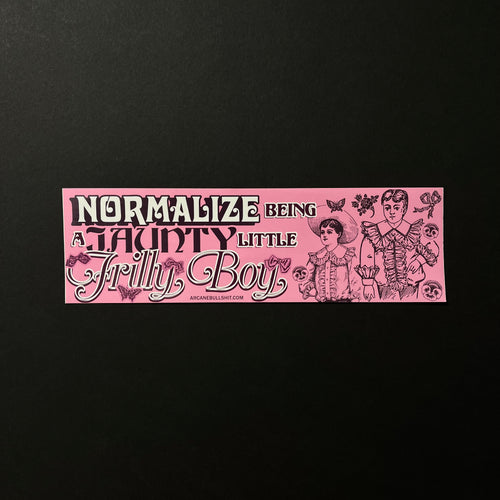 NORMALIZE BEING
A JAUNTY LITTLE
Frilly Boy
ARCANEBULLSHIT.COM